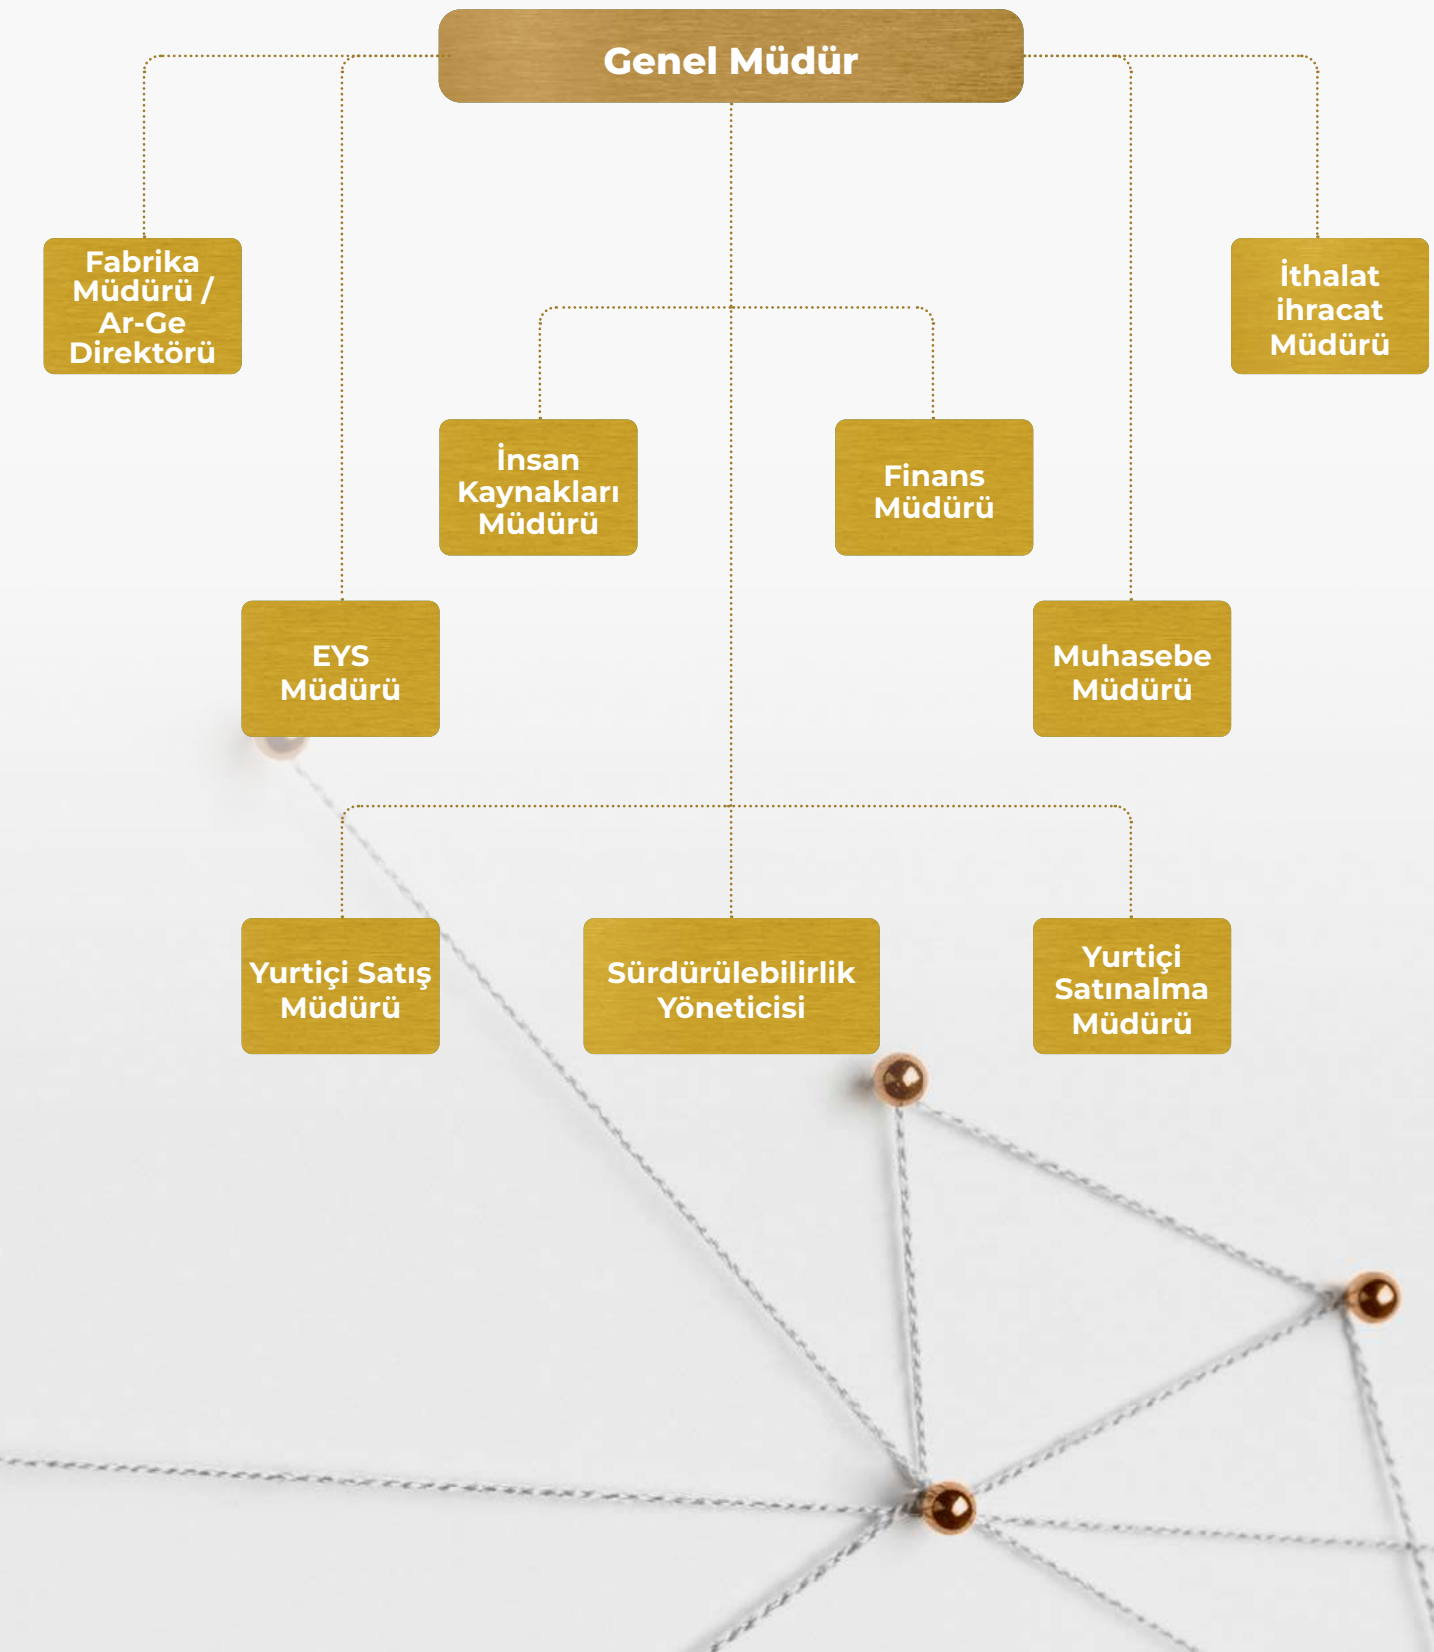 Genel Müdür
Fabrika
Müdürü /
Ar-Ge
Direktörü
İthalat
ihracat
Müdürü
İnsan
Kaynakları
Müdürü
Finans
Müdürü
EYS
Müdürü
Muhasebe
Müdürü
Yurtiçi Satış
Müdürü
Sürdürülebilirlik
Yöneticisi
Yurtiçi
Satınalma
Müdürü